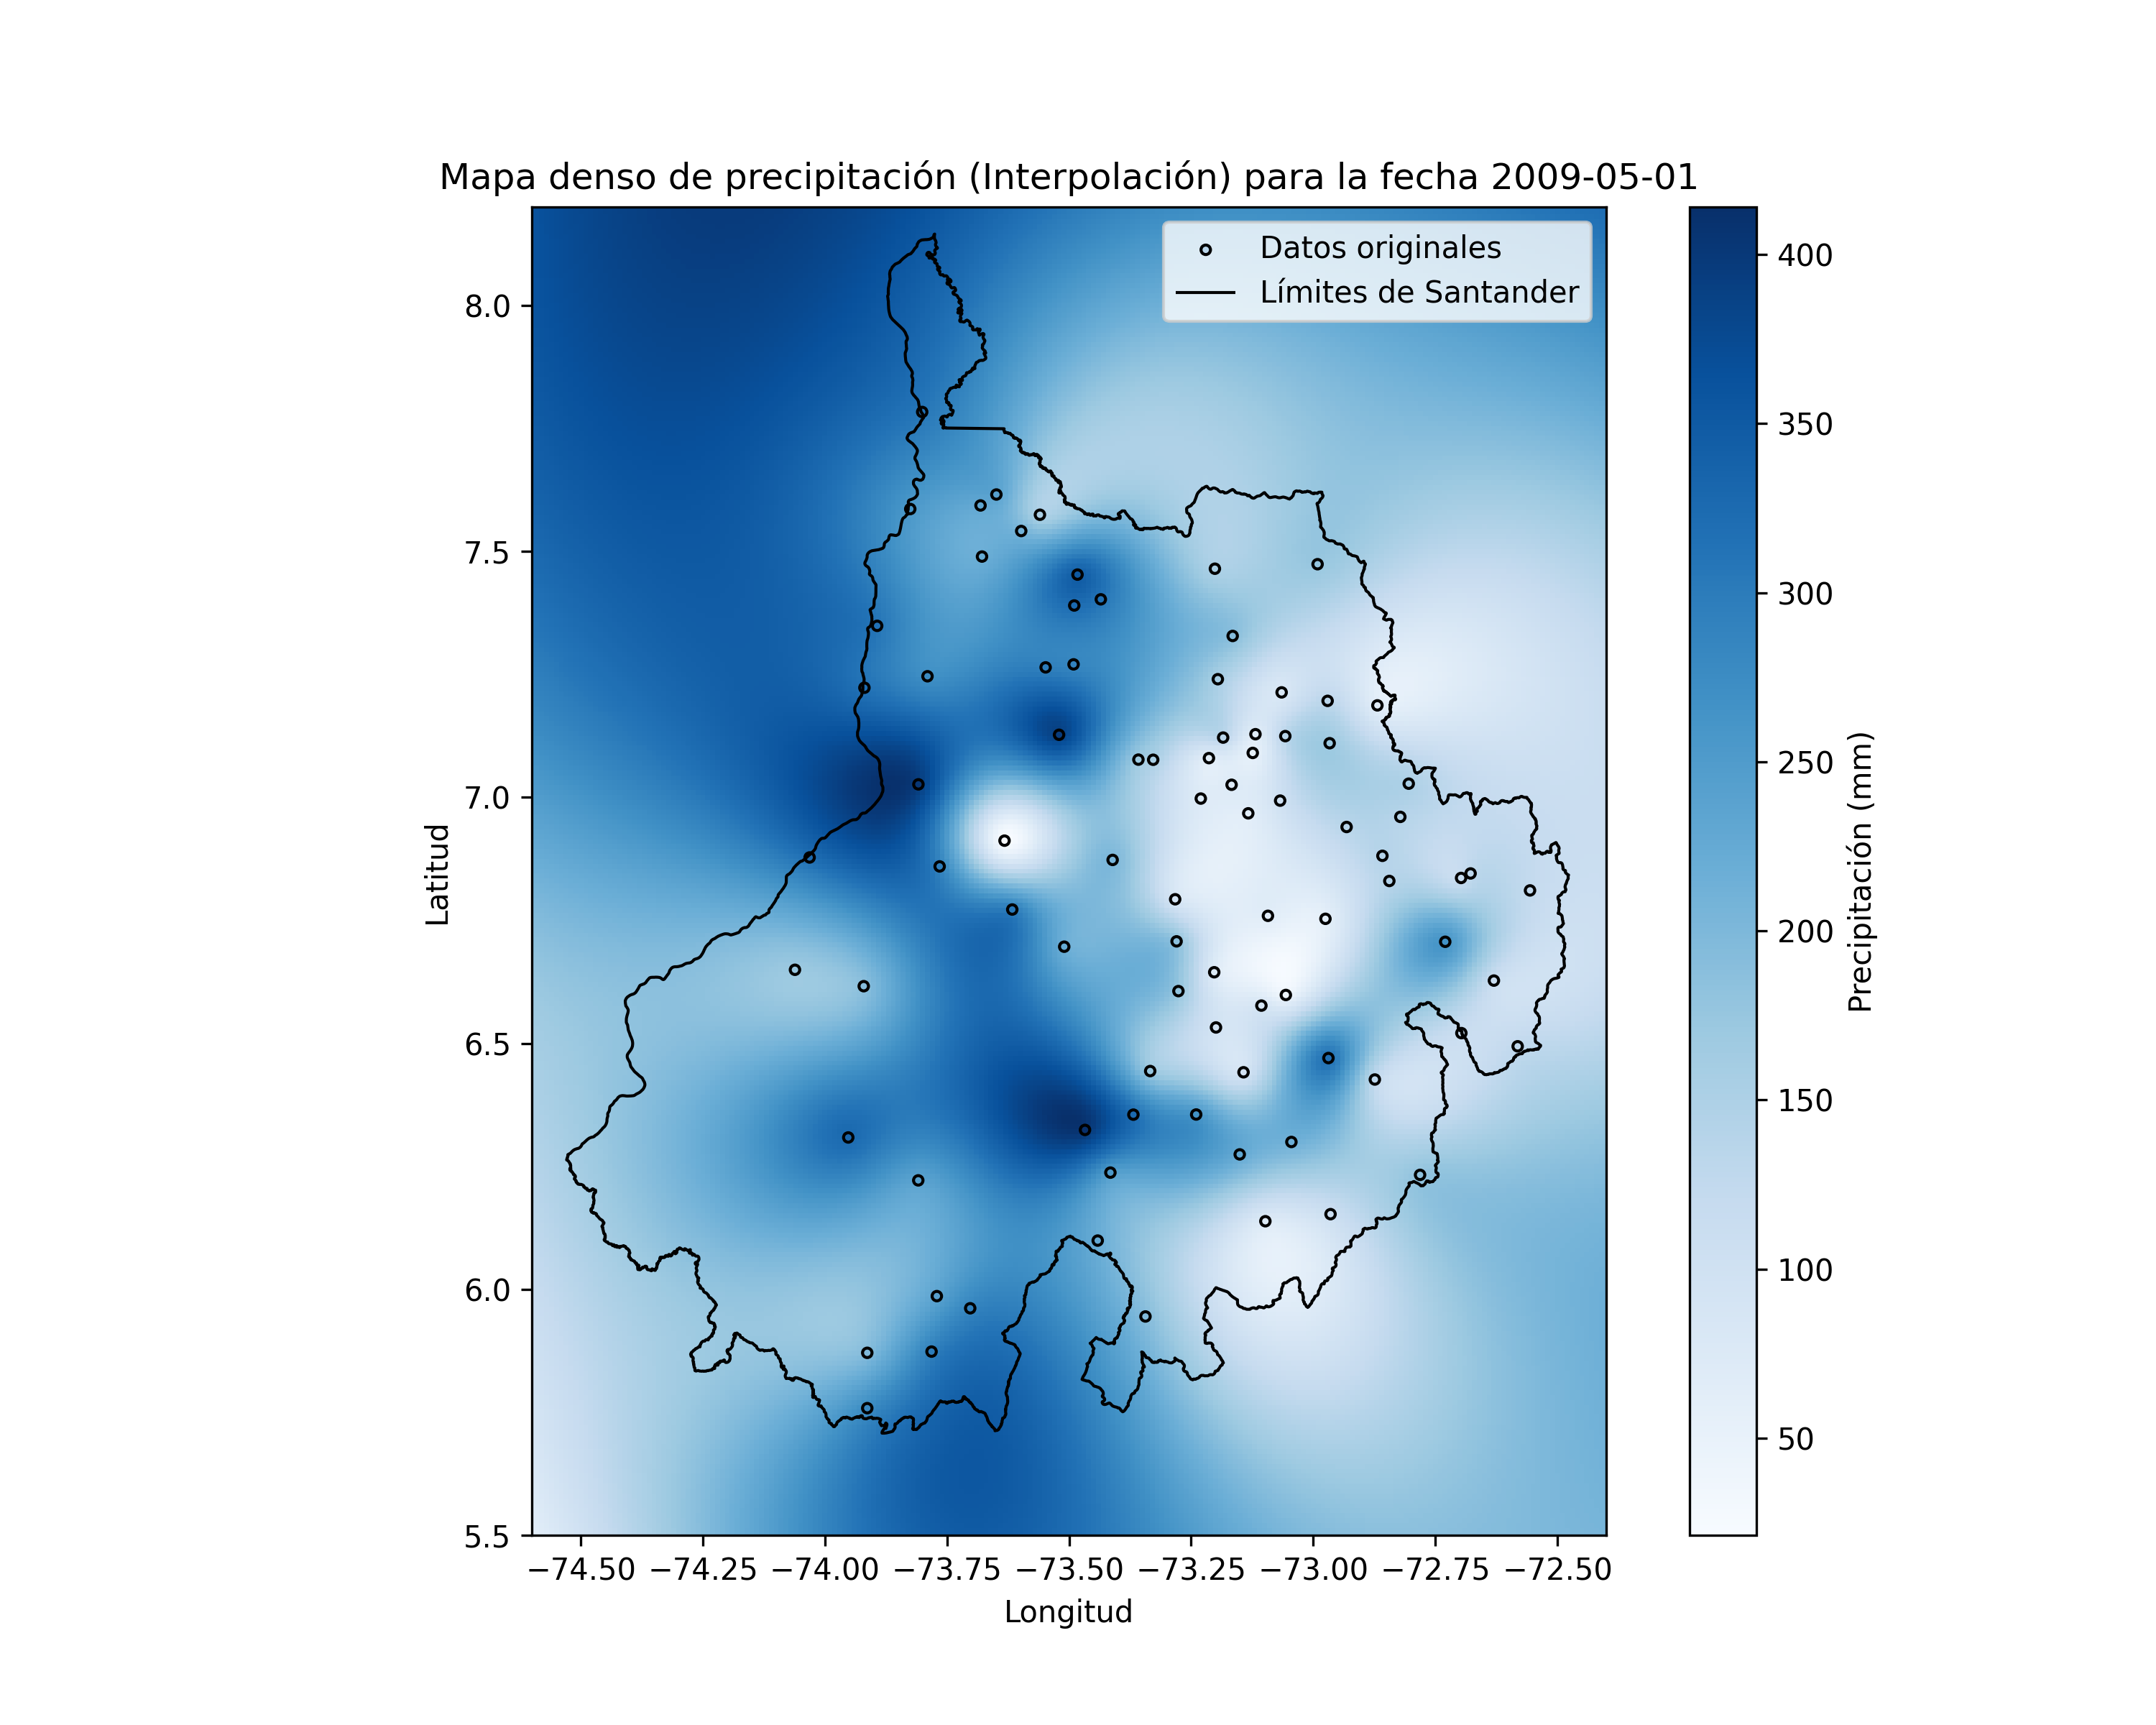 Mapa denso de precipitación (Interpolación) para la fecha 2009-05-01
Datos originales
Límites de Santander
8.0
7.5
7.0
6.5
6.0
5.5
Latitud
−74.50 −74.25 −74.00 −73.75 −73.50 −73.25 −73.00 −72.75 −72.50
Longitud
400
350
300
250
200
150
100
50
Precipitación (mm)